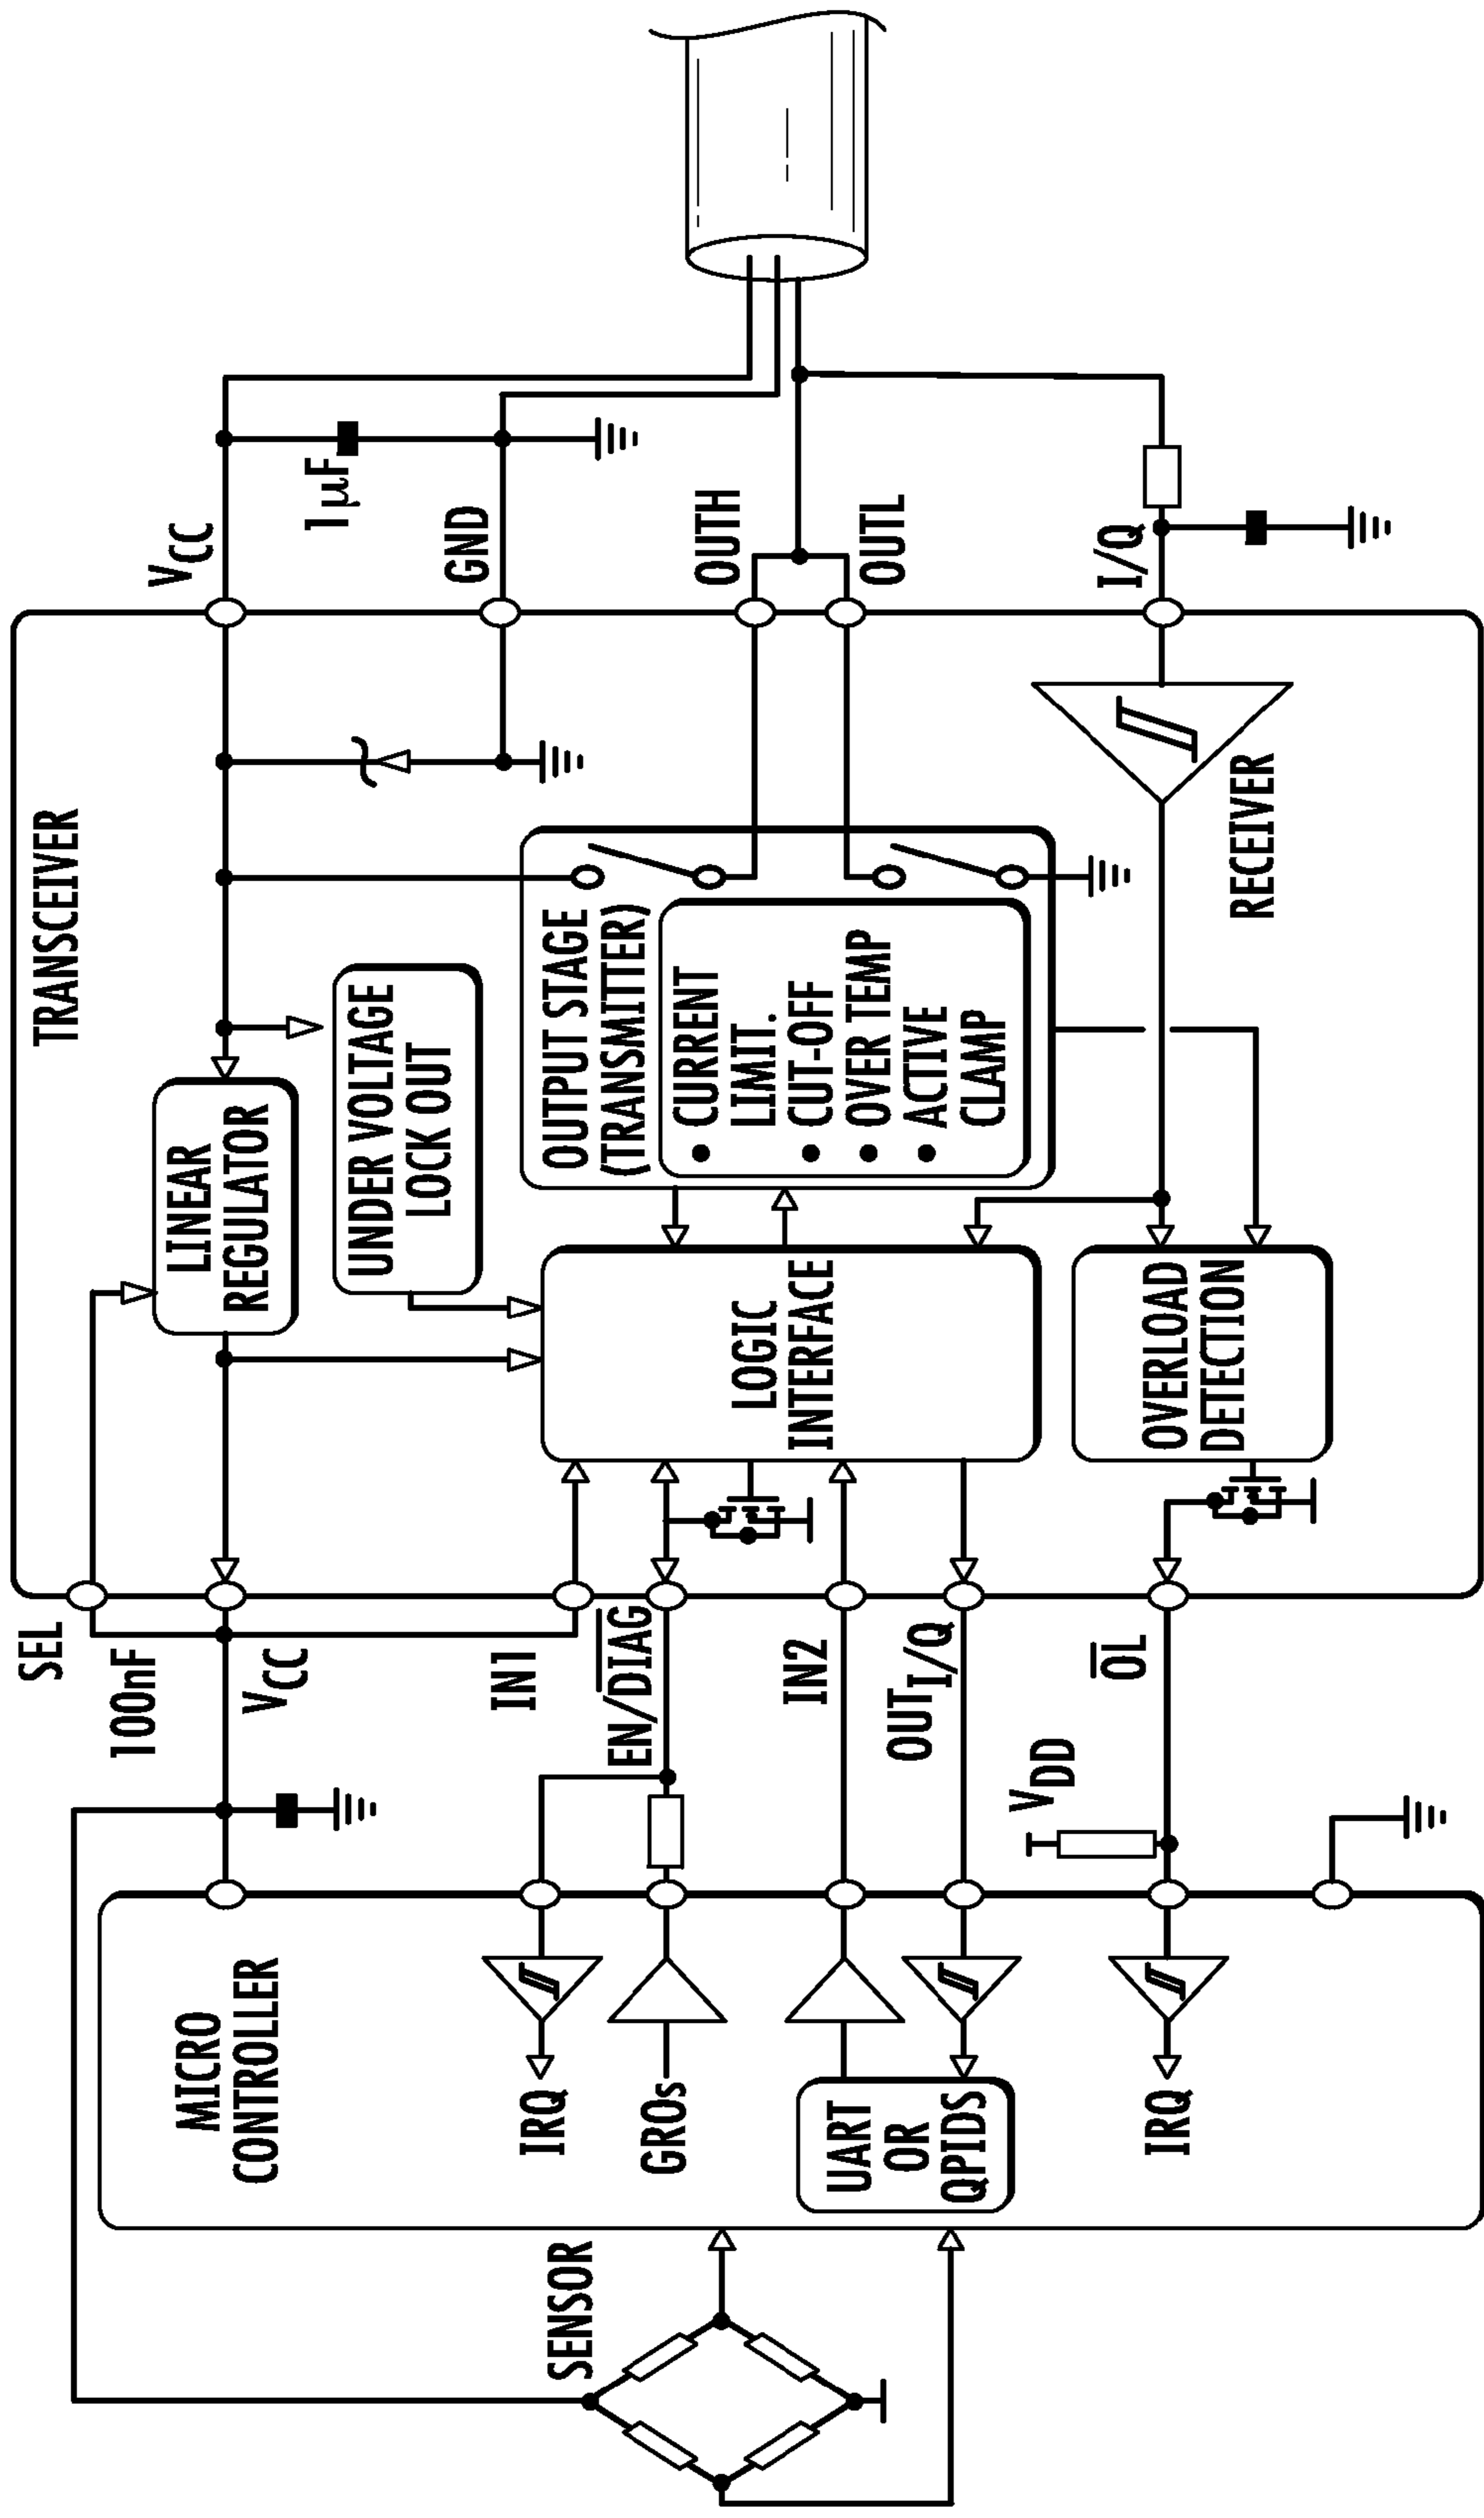 SENSOR
MICRO
CONTROLLER
IRQ
GROs
UART
OR
QPIDS
IRQ
SEL
100nF
VCC
IN1
EN/DIAG
IN2
OUTI/Q
VDD
OL
TRANSCEIVER
LINEAR
REGULATOR
UNDER VOLTAGE
LOCK OUT
OUTPUT STAGE
(TRANSMITTER)
• CURRENT
LIMIT.
• CUT-OFF
• OVER TEMP
• ACTIVE
CLAMP
LOGIC
INTERFACE
OVERLOAD
DETECTION
RECEIVER
VCC
1µF
GND
OUTH
OUTL
I/Q